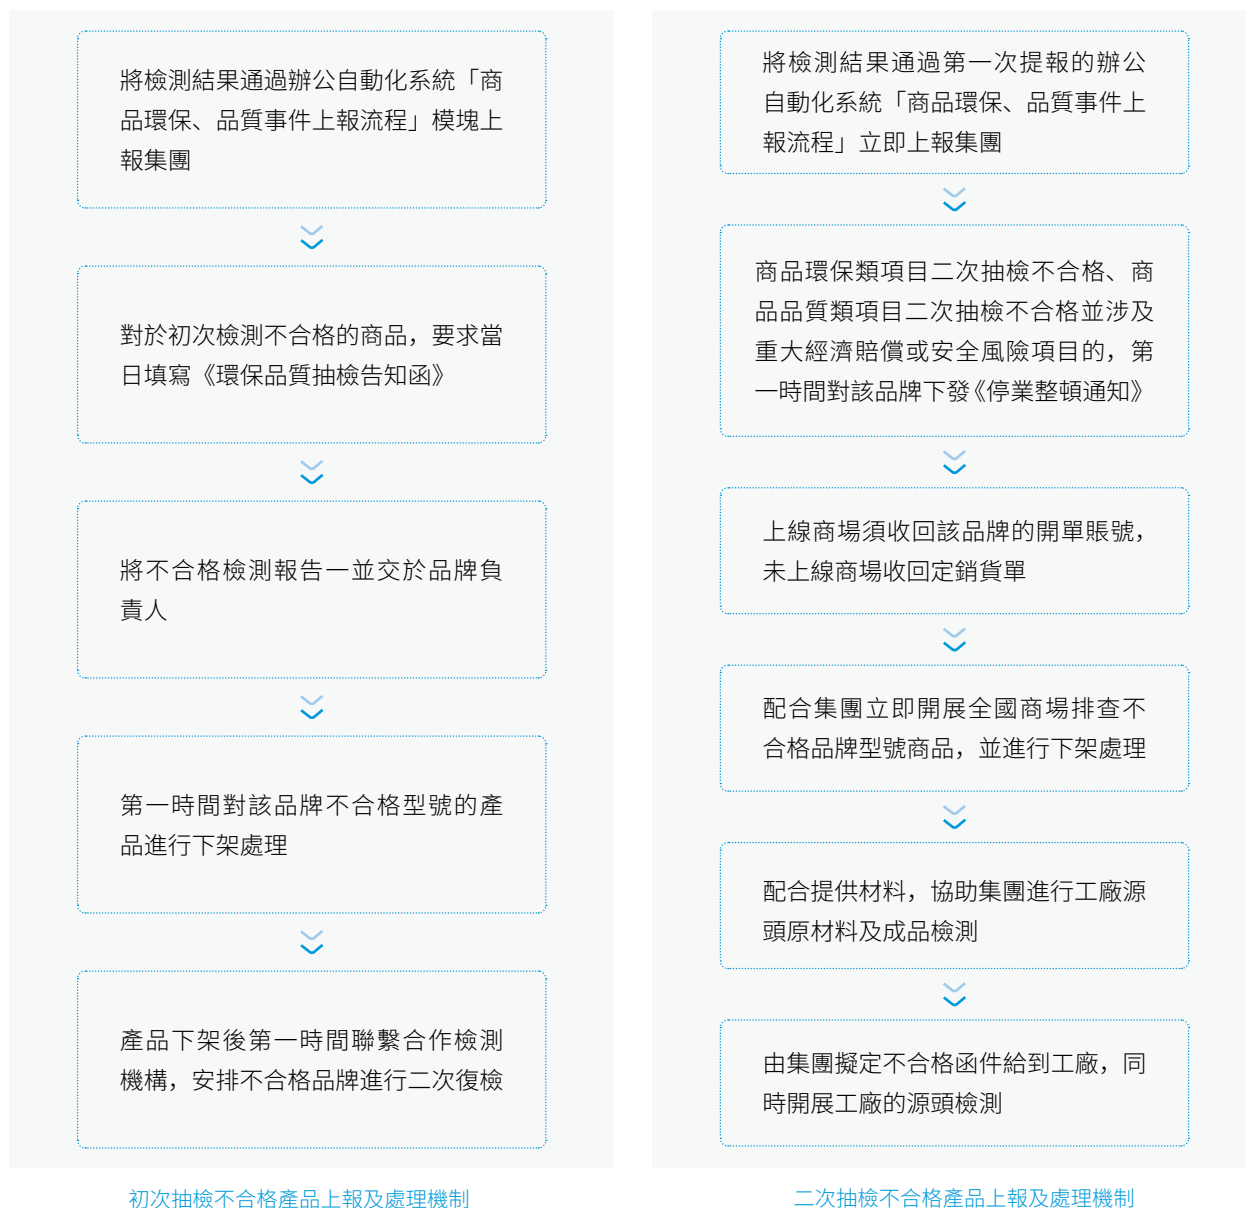 將檢測結果通過辦公自動化系統「商
品環保、品質事件上報流程」模塊上
報集團
對於初次檢測不合格的商品，要求當
日填寫《環保品質抽檢告知函》
將不合格檢測報告一並交於品牌負
責人
第一時間對該品牌不合格型號的產
品進行下架處理
產品下架後第一時間聯繫合作檢測
機構，安排不合格品牌進行二次復檢
初次抽檢不合格產品上報及處理機制
將檢測結果通過第一次提報的辦公
自動化系統「商品環保、品質事件上
報流程」立即上報集團
商品環保類項目二次抽檢不合格、商
品品質類項目二次抽檢不合格並涉及
重大經濟賠償或安全風險項目的，第
一時間對該品牌下發《停業整頓通知》
上線商場須收回該品牌的開單賬號，
未上線商場收回定銷貨單
配合集團立即開展全國商場排查不
合格品牌型號商品，並進行下架處理
配合提供材料，協助集團進行工廠源
頭原材料及成品檢測
由集團擬定不合格函件給到工廠，同
時開展工廠的源頭檢測
二次抽檢不合格產品上報及處理機制